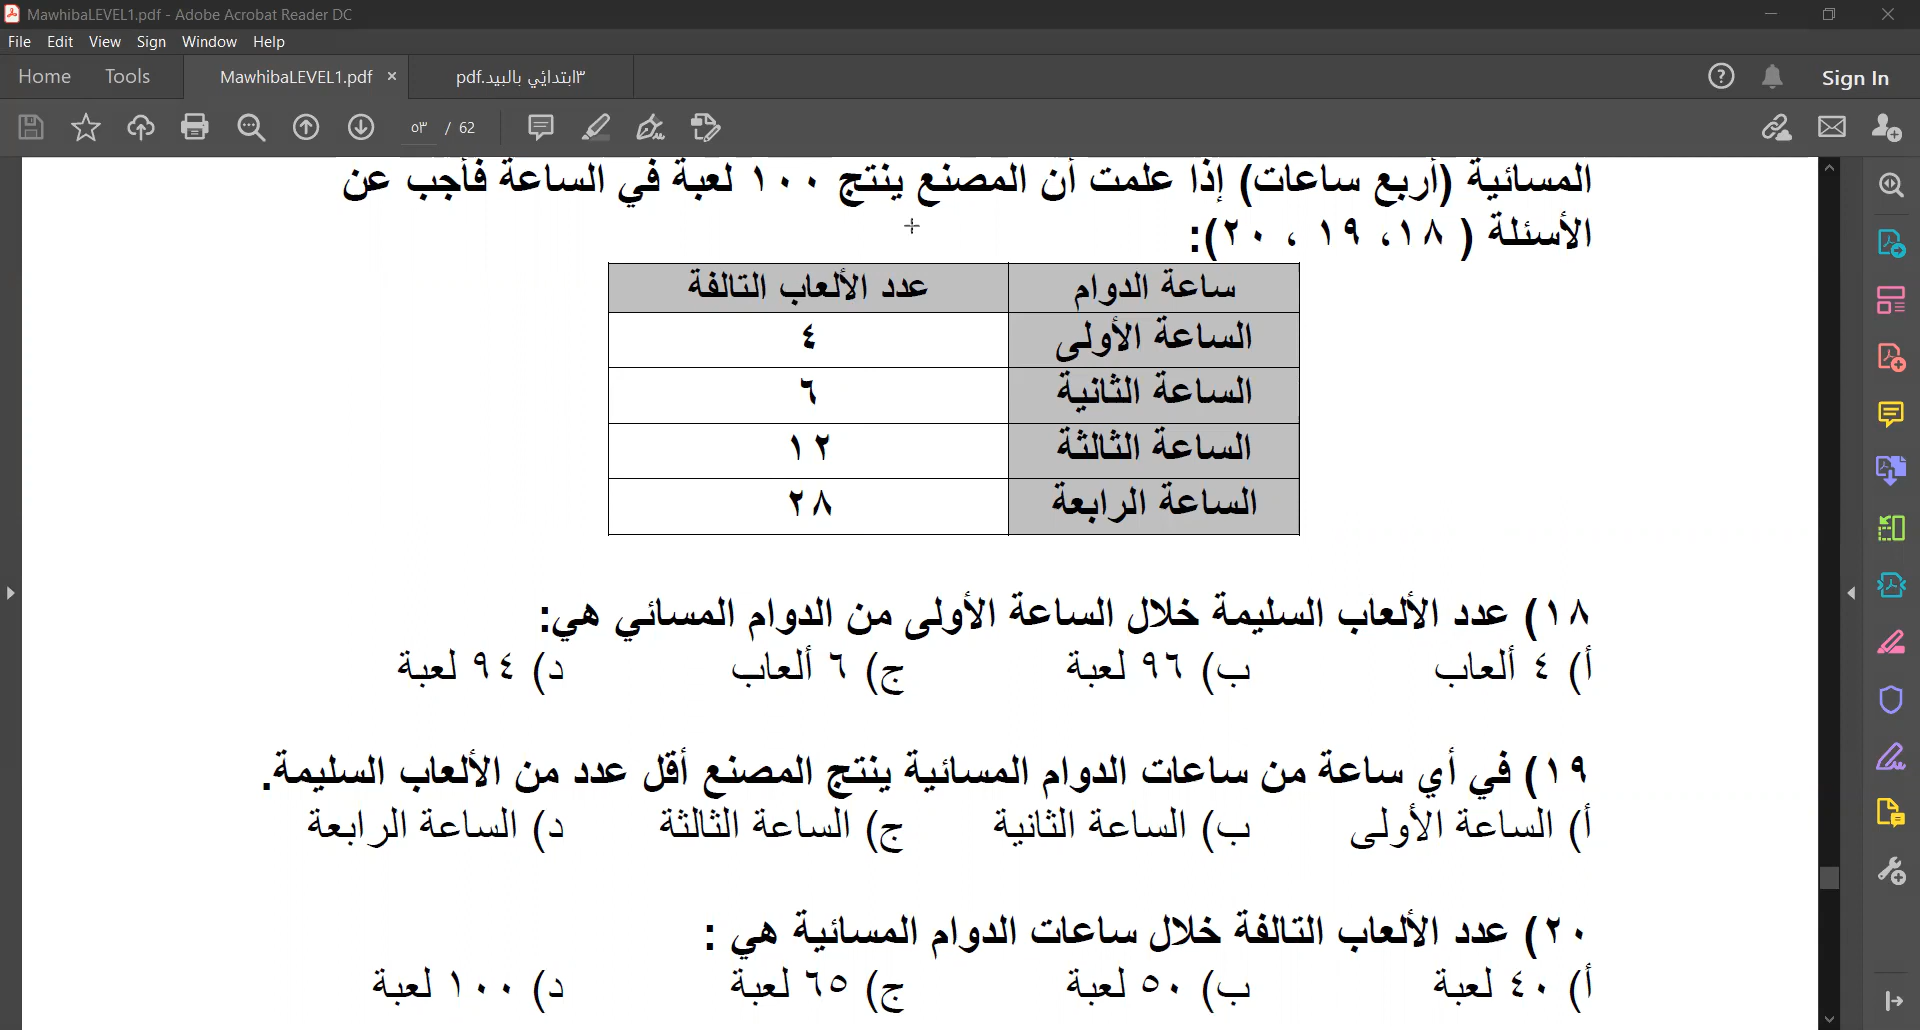 MawhibaLEVEL1.pdf - Adobe Acrobat Reader DC
File Edit View Sign Window Help
Home Tools MawhibaLEVEL1.pdf × ٣ابتدائي بالبيد.pdf Sign In
٥٣ / 62
المسائية (أربع ساعات) إذا علمت أن المصنع ينتج ١٠٠ لعبة في الساعة فأجب عن
الأسئلة ( ١٨، ١٩ ، ٢٠):
ساعة الدوام عدد الألعاب التالفة
الساعة الأولى ٤
الساعة الثانية ٦
الساعة الثالثة ١٢
الساعة الرابعة ٢٨
١٨) عدد الألعاب السليمة خلال الساعة الأولى من الدوام المسائي هي:
أ) ٤ ألعاب ب) ٩٦ لعبة ج) ٦ ألعاب د) ٩٤ لعبة
١٩) في أي ساعة من ساعات الدوام المسائية ينتج المصنع أقل عدد من الألعاب السليمة.
أ) الساعة الأولى ب) الساعة الثانية ج) الساعة الثالثة د) الساعة الرابعة
٢٠) عدد الألعاب التالفة خلال ساعات الدوام المسائية هي :
أ) ٤٠ لعبة ب) ٥٠ لعبة ج) ٦٥ لعبة د) ١٠٠ لعبة